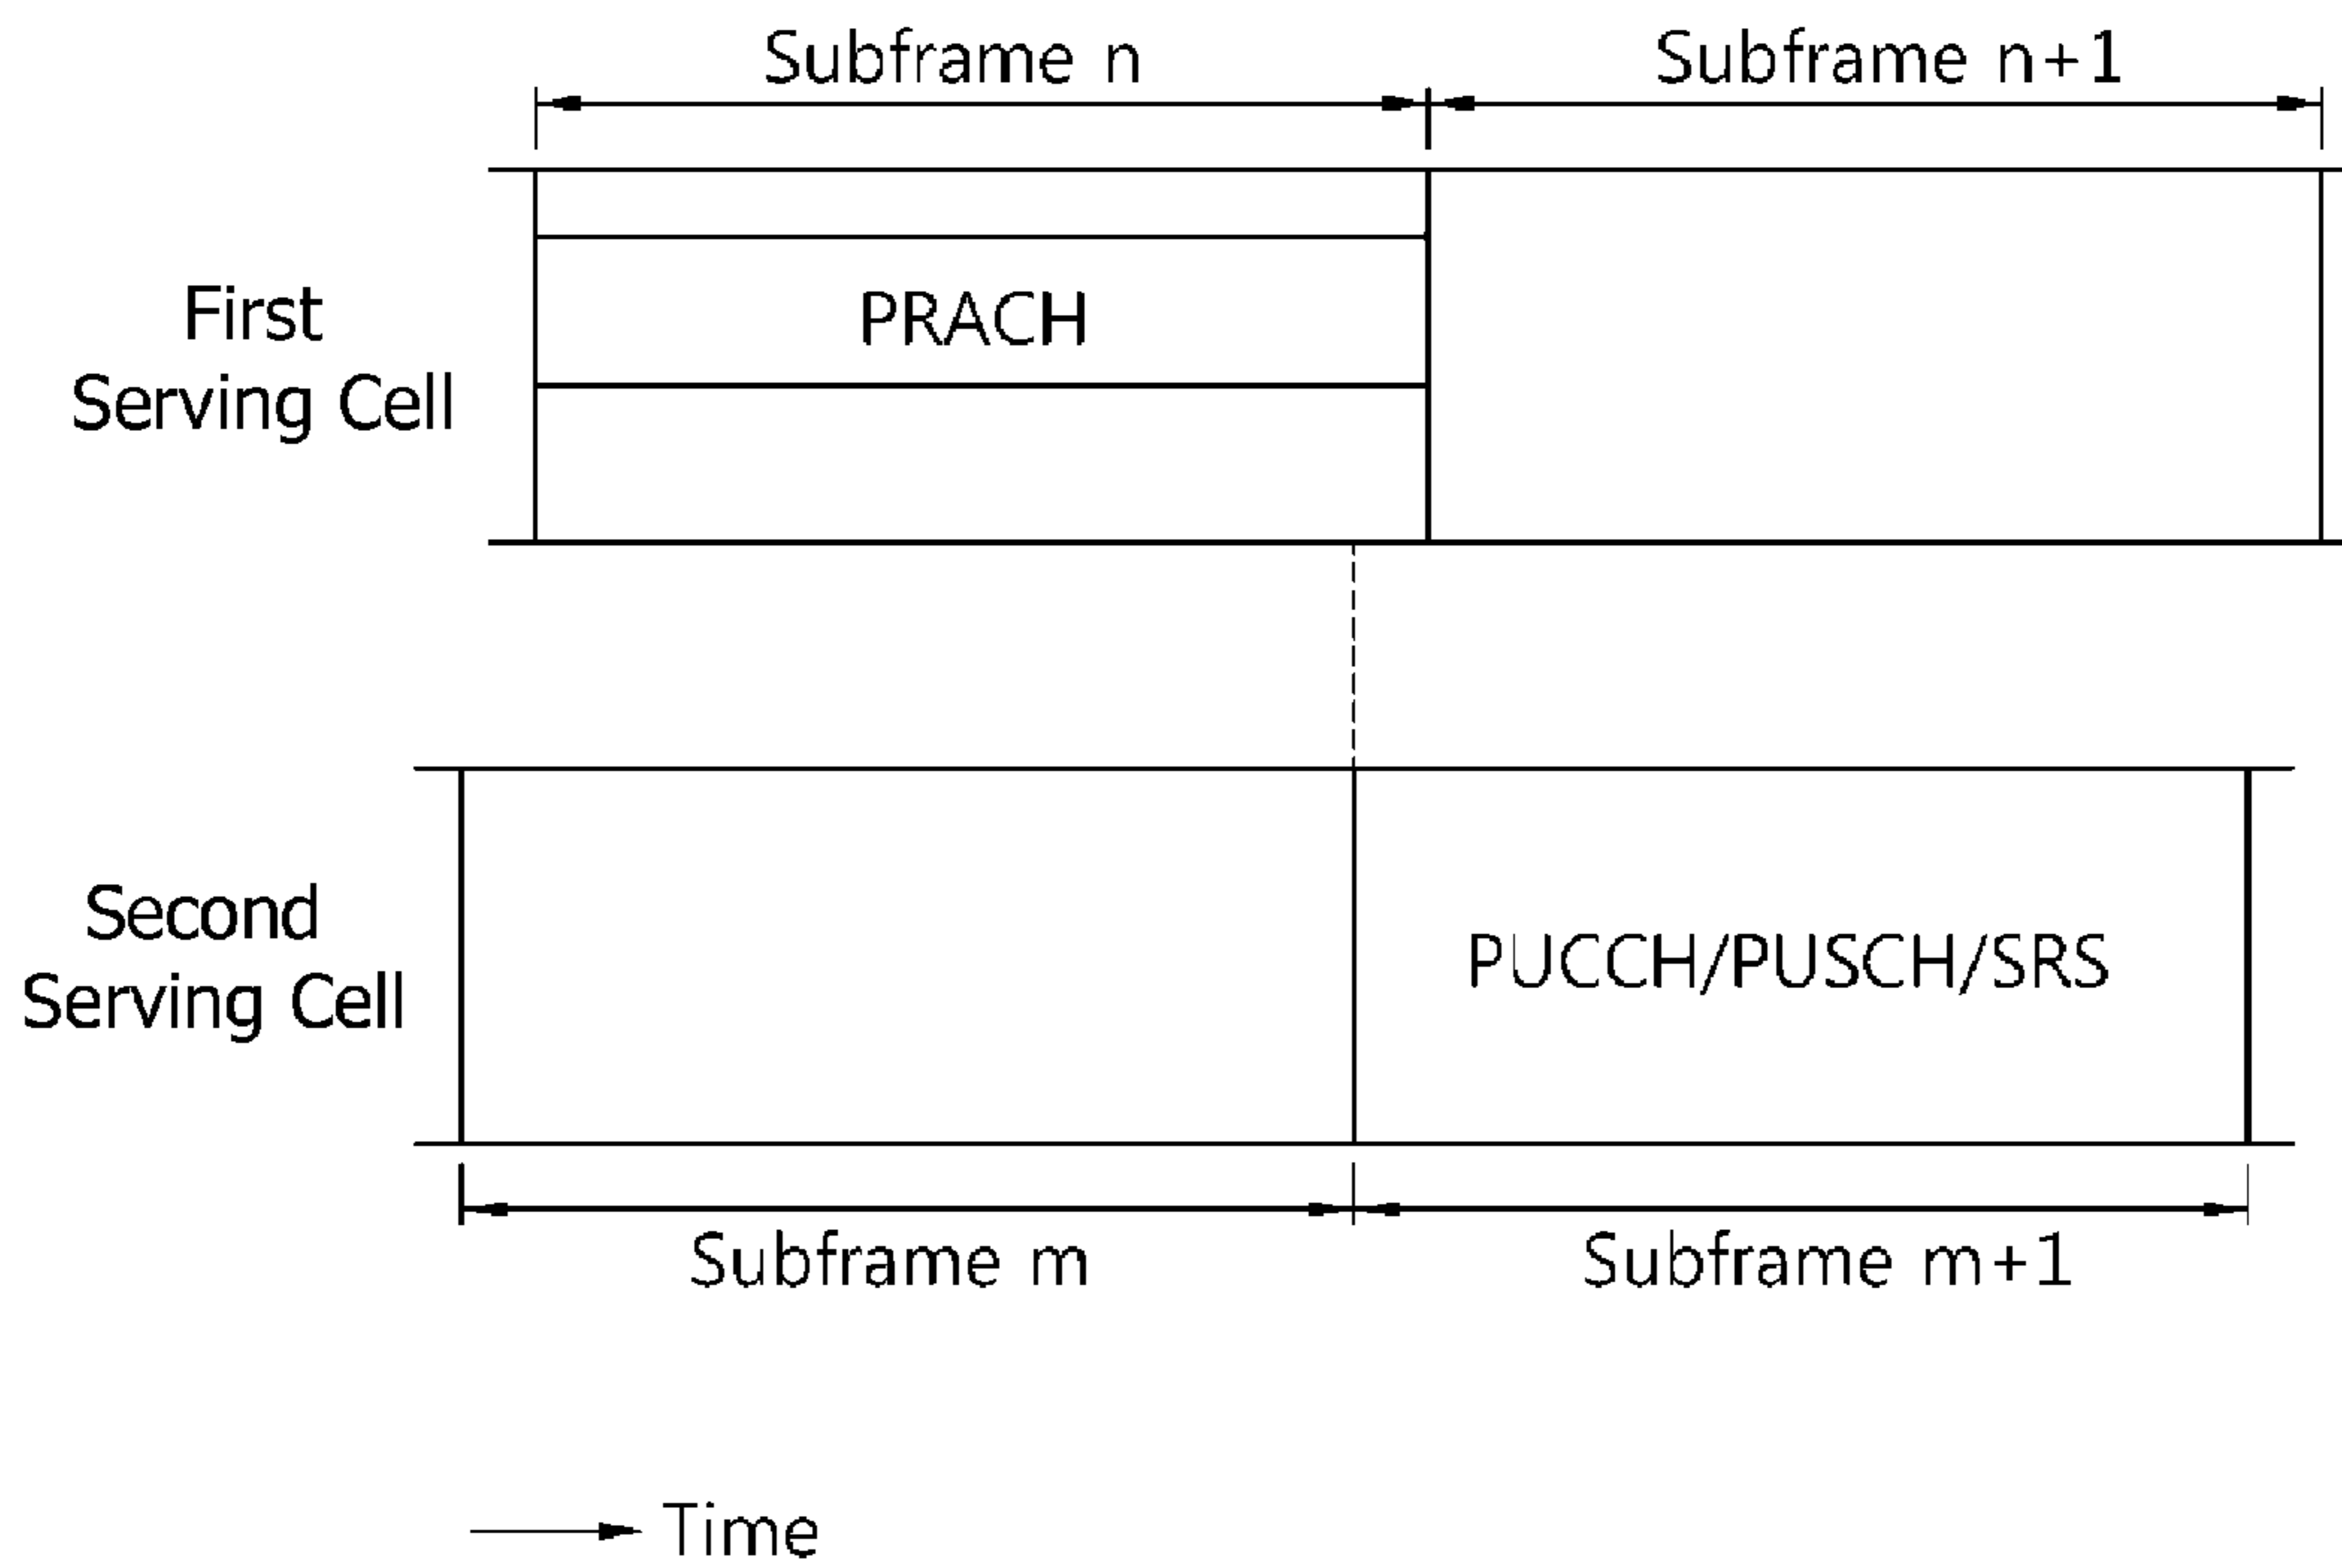 Subframe n
Subframe n+1
PRACH
First
Serving Cell
Second
Serving Cell
PUCCH/PUSCH/SRS
Subframe m
Subframe m+1
Time